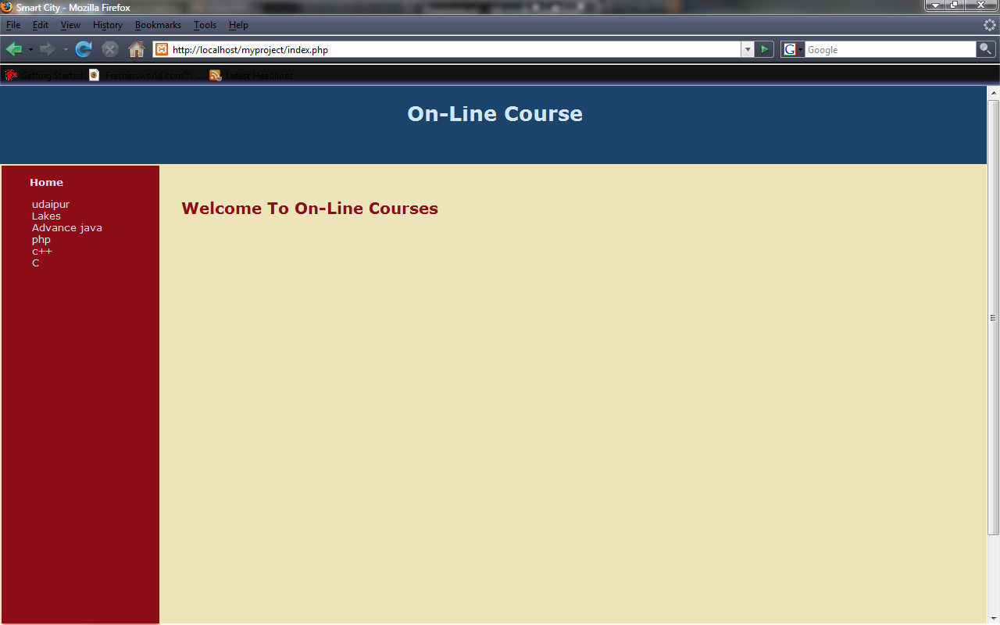 Smart City - Mozilla Firefox
File Edit View History Bookmarks Tools Help
http://localhost/myproject/index.php
G Google
Getting Started Freshersworld.com™: ... Latest Headlines
On-Line Course
Home
udaipur
Lakes
Advance java
php
c++
C
Welcome To On-Line Courses